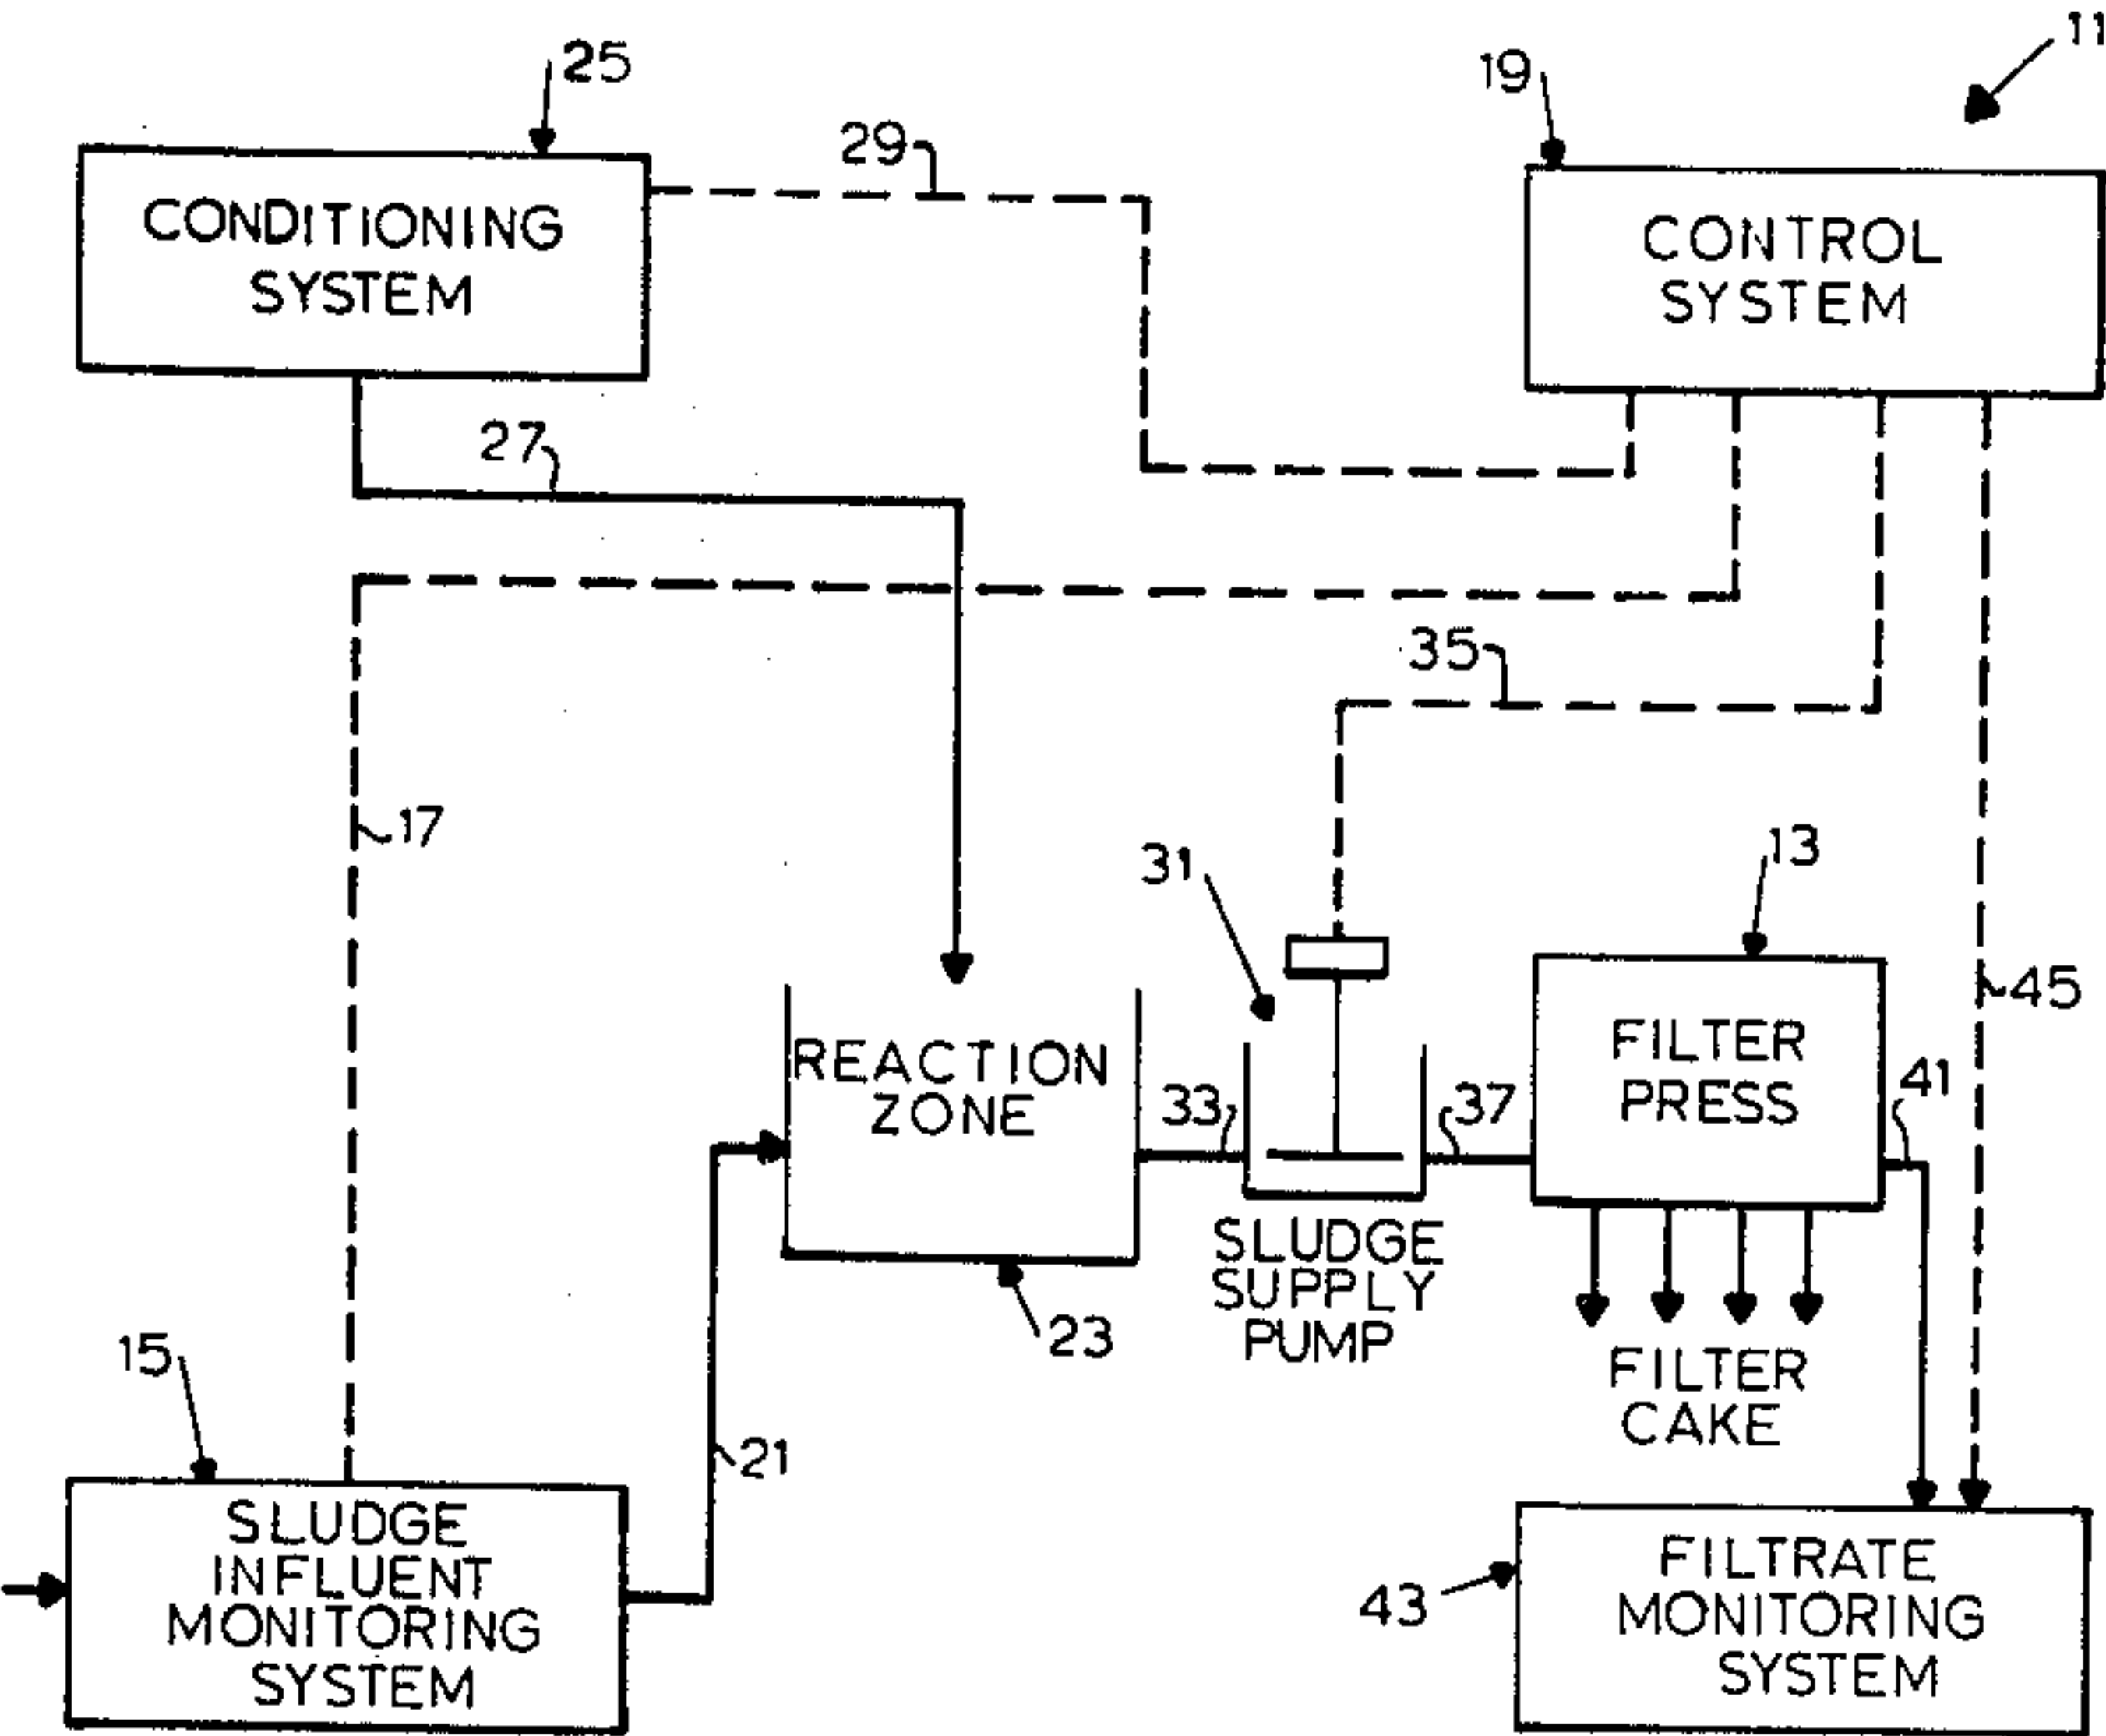 25
19
11
29
CONDITIONING
SYSTEM
CONTROL
SYSTEM
27
35
17
31
13
45
REACTION
ZONE
FILTER
PRESS
33
37
41
SLUDGE
SUPPLY
PUMP
23
FILTER
CAKE
15
21
SLUDGE
INFLUENT
MONITORING
SYSTEM
43
FILTRATE
MONITORING
SYSTEM